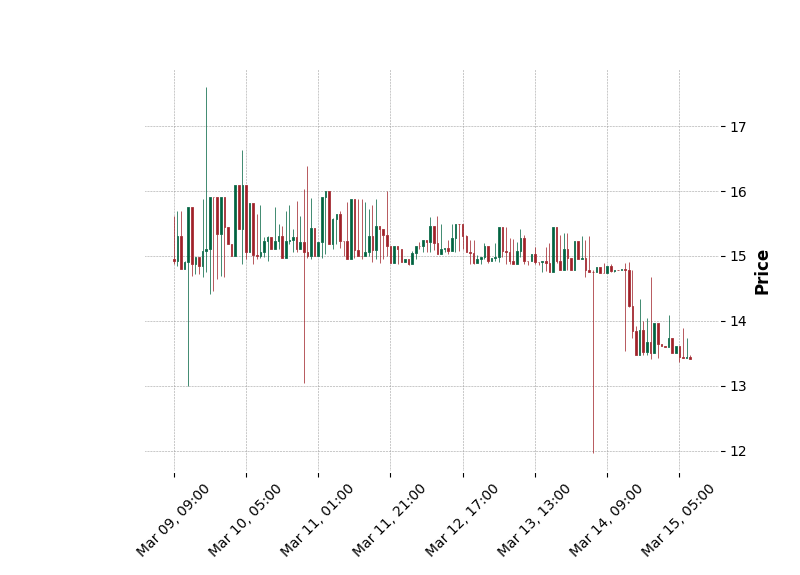 17
16
15
14
13
12
Price
Mar 09, 09:00
Mar 10, 05:00
Mar 11, 01:00
Mar 11, 21:00
Mar 12, 17:00
Mar 13, 13:00
Mar 14, 09:00
Mar 15, 05:00